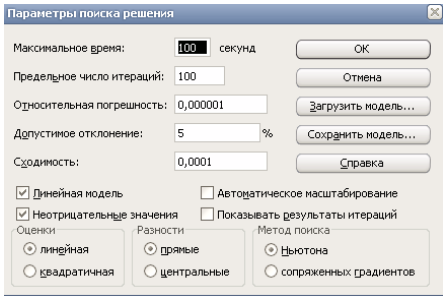 Параметры поиска решения
Максимальное время: 100 секунд OK
Предельное число итераций: 100 Отмена
Относительная погрешность: 0,000001 Загрузить модель...
Допустимое отклонение: 5 % Сохранить модель...
Сходимость: 0,0001 Справка
Линейная модель Автоматическое масштабирование
Неотрицательные значения Показывать результаты итераций
Оценки Разности Метод поиска
линейная прямые Ньютона
квадратичная центральные сопряженных градиентов